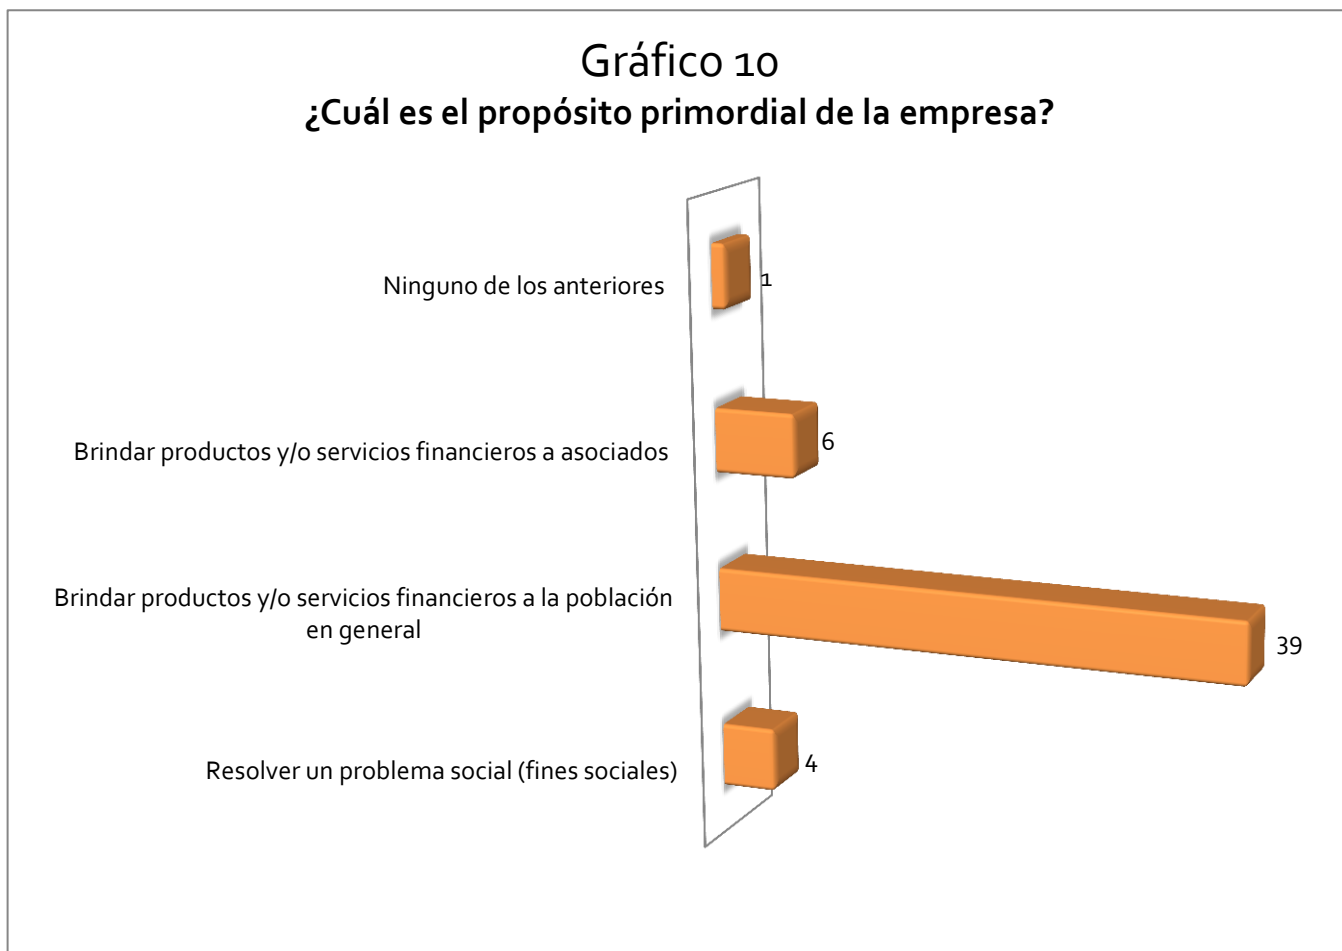 Gráfico 10
¿Cuál es el propósito primordial de la empresa?
Ninguno de los anteriores
1
Brindar productos y/o servicios financieros a asociados
6
Brindar productos y/o servicios financieros a la población
en general
39
Resolver un problema social (fines sociales)
4